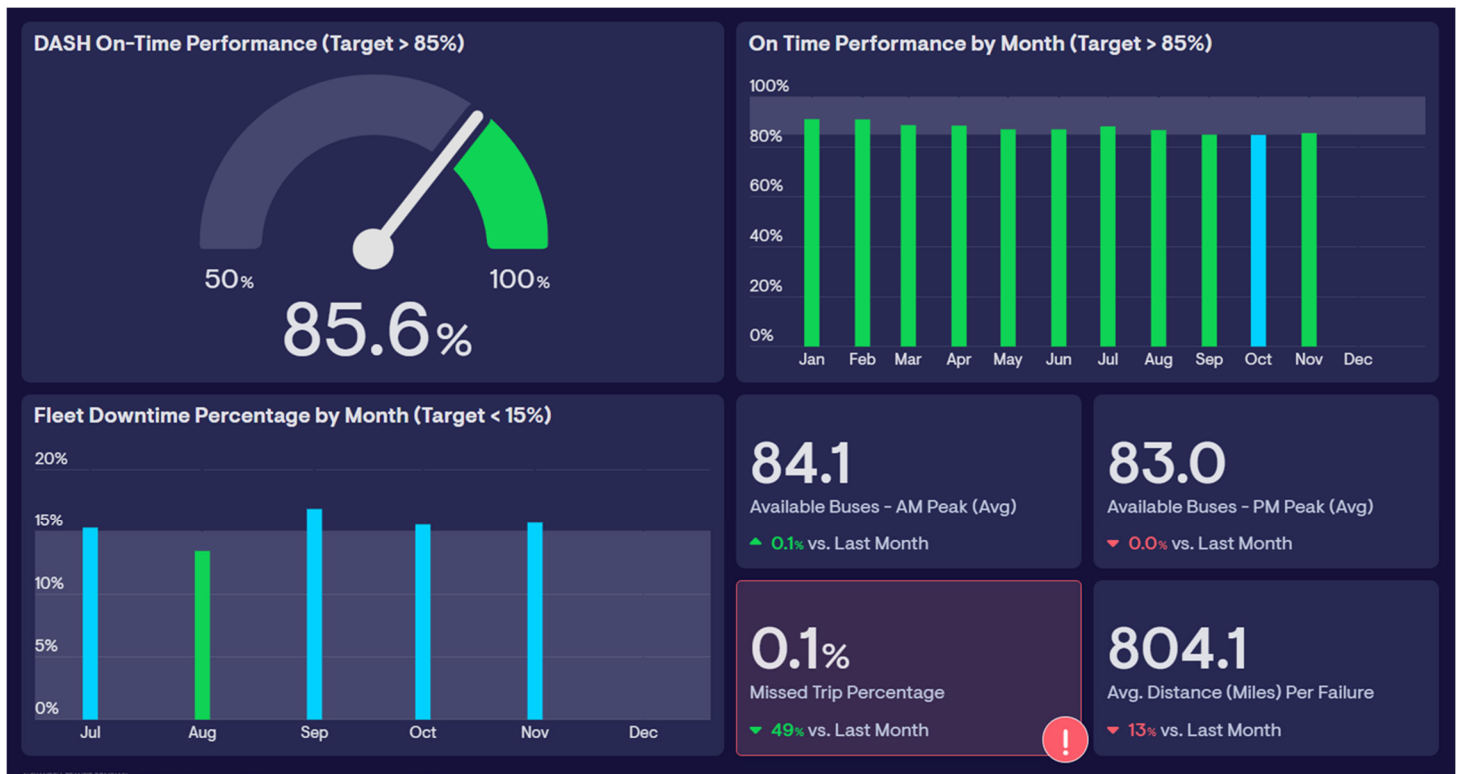 DASH On-Time Performance (Target > 85%)
50%
100%
85.6%
On Time Performance by Month (Target > 85%)
100%
80%
60%
40%
20%
0%
Jan Feb Mar Apr May Jun Jul Aug Sep Oct Nov Dec
Fleet Downtime Percentage by Month (Target < 15%)
20%
15%
10%
5%
0%
Jul Aug Sep Oct Nov Dec
84.1
Available Buses - AM Peak (Avg)
0.1% vs. Last Month
83.0
Available Buses - PM Peak (Avg)
0.0% vs. Last Month
0.1%
Missed Trip Percentage
49% vs. Last Month
!
804.1
Avg. Distance (Miles) Per Failure
13% vs. Last Month